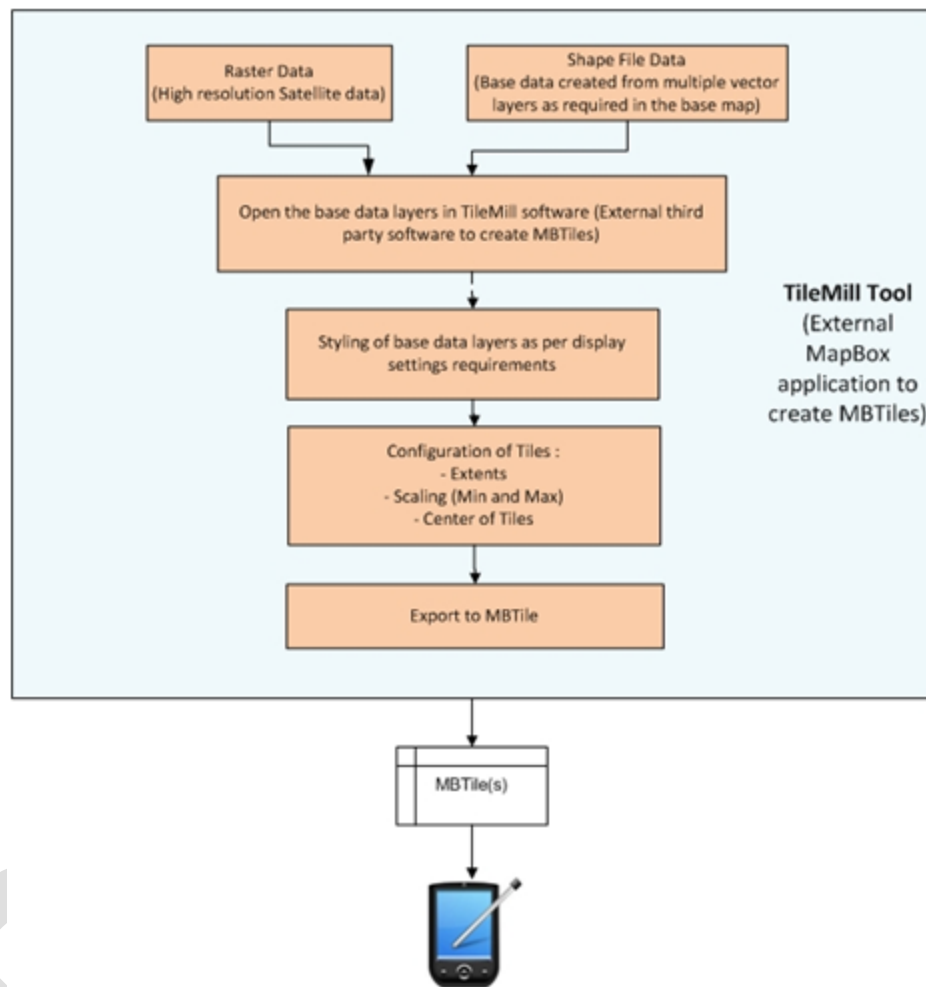 Raster Data
(High resolution Satellite data)
Shape File Data
(Base data created from multiple vector
layers as required in the base map)
Open the base data layers in TileMill software (External third
party software to create MBTiles)
Styling of base data layers as per display
settings requirements
Configuration of Tiles :
- Extents
- Scaling (Min and Max)
- Center of Tiles
Export to MBTile
TileMill Tool
(External
MapBox
application to
create MBTiles)
MBTile(s)